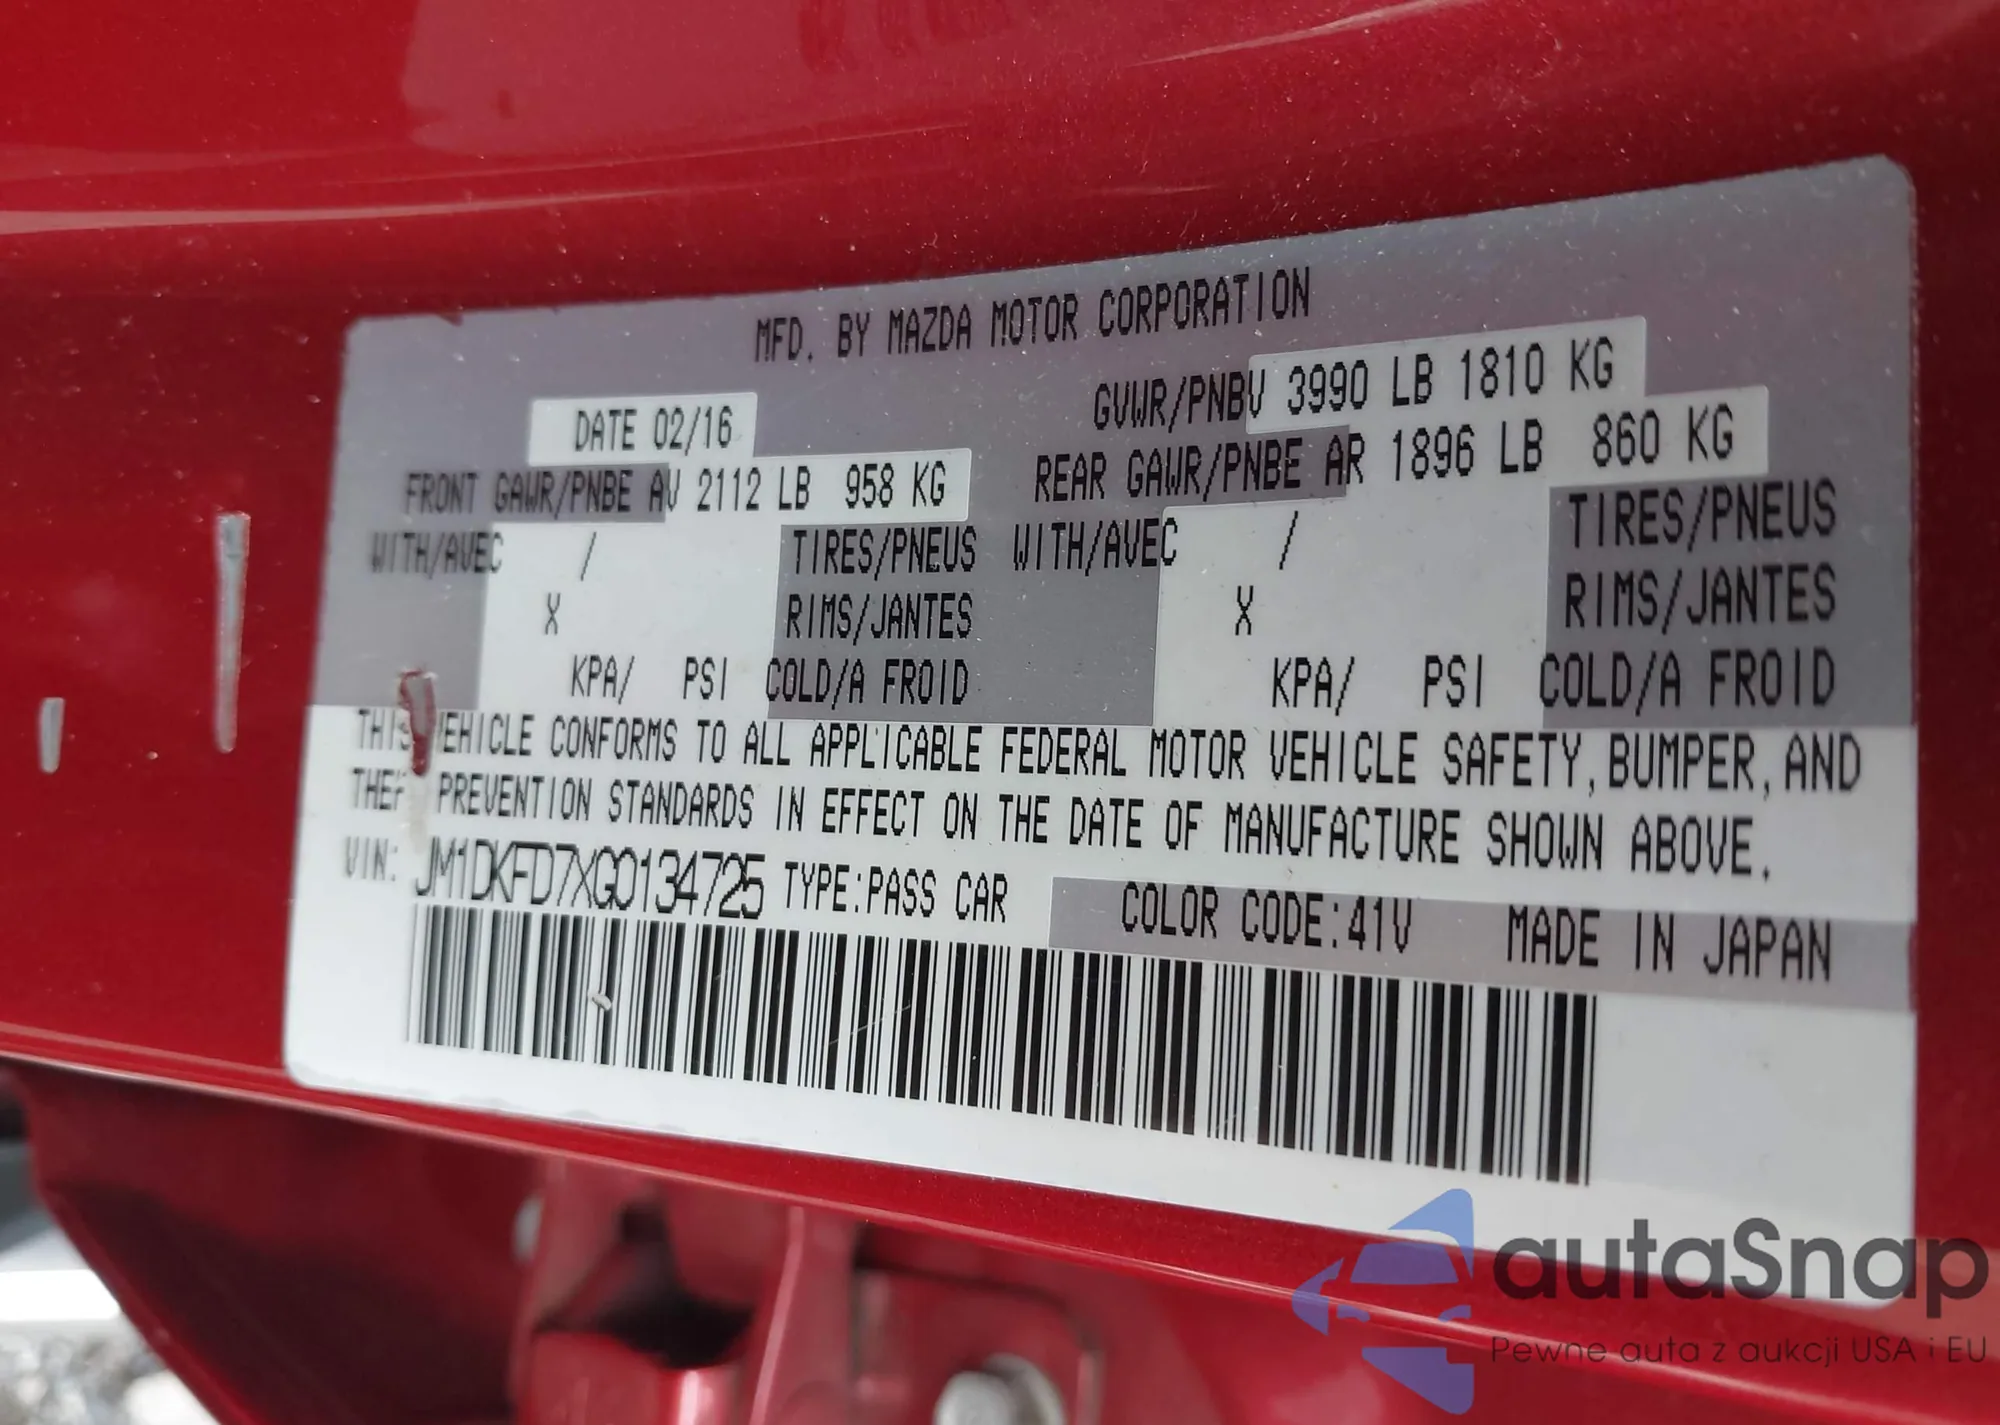 MFD. BY MAZDA MOTOR CORPORATION
DATE 02/16 GVWR/PNBV 3990 LB 1810 KG
FRONT GAWR/PNBE AV 2112 LB 958 KG REAR GAWR/PNBE AR 1896 LB 860 KG
WITH/AVEC / TIRES/PNEUS WITH/AVEC / TIRES/PNEUS
X RIMS/JANTES X RIMS/JANTES
KPA/ PSI COLD/A FROID KPA/ PSI COLD/A FROID
THIS VEHICLE CONFORMS TO ALL APPLICABLE FEDERAL MOTOR VEHICLE SAFETY, BUMPER, AND
THEFT PREVENTION STANDARDS IN EFFECT ON THE DATE OF MANUFACTURE SHOWN ABOVE.
VIN: JM1DKFD7XG0134725 TYPE:PASS CAR COLOR CODE:41V MADE IN JAPAN
autaSnap
Pewne auta z aukcji USA i EU